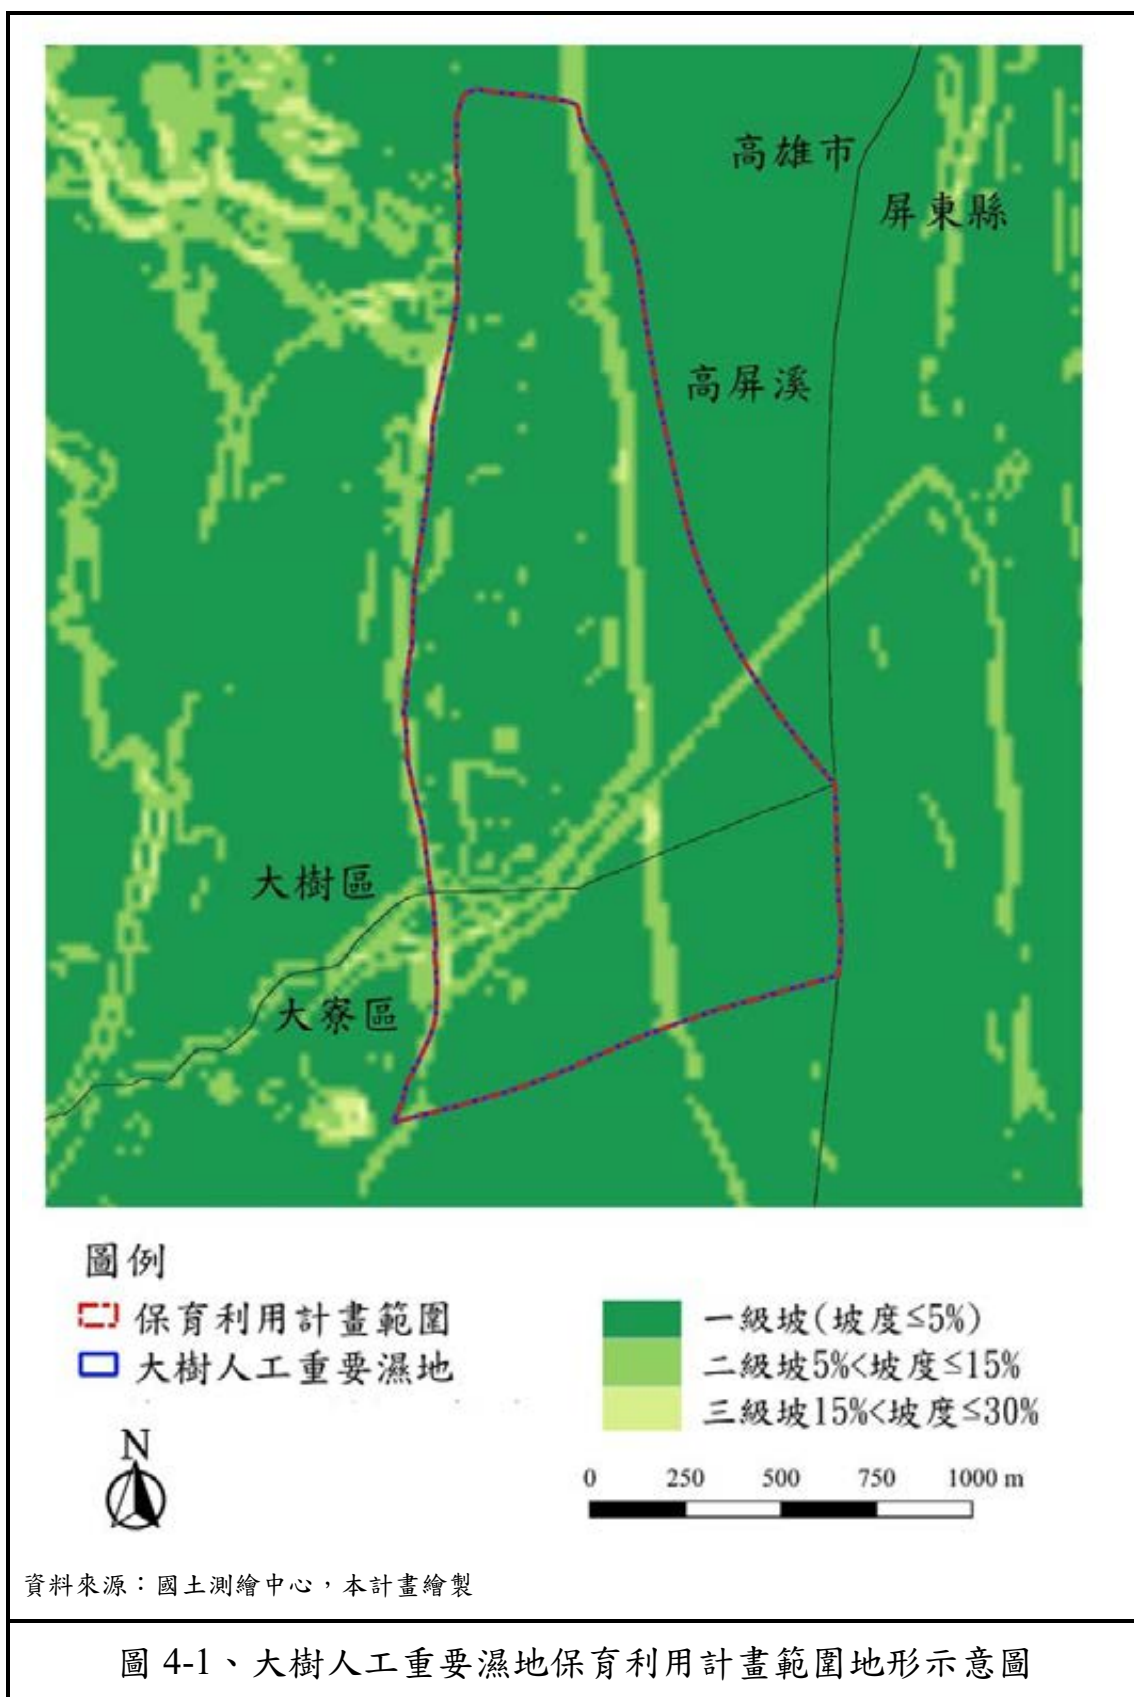 高雄市
屏東縣
高屏溪
大樹區
大寮區
圖例
保育利用計畫範圍
大樹人工重要濕地
一級坡(坡度≦5%)
二級坡5%<坡度≦15%
三級坡15%<坡度≦30%
N
0 250 500 750 1000 m
資料來源：國土測繪中心，本計畫繪製
圖 4-1、大樹人工重要濕地保育利用計畫範圍地形示意圖